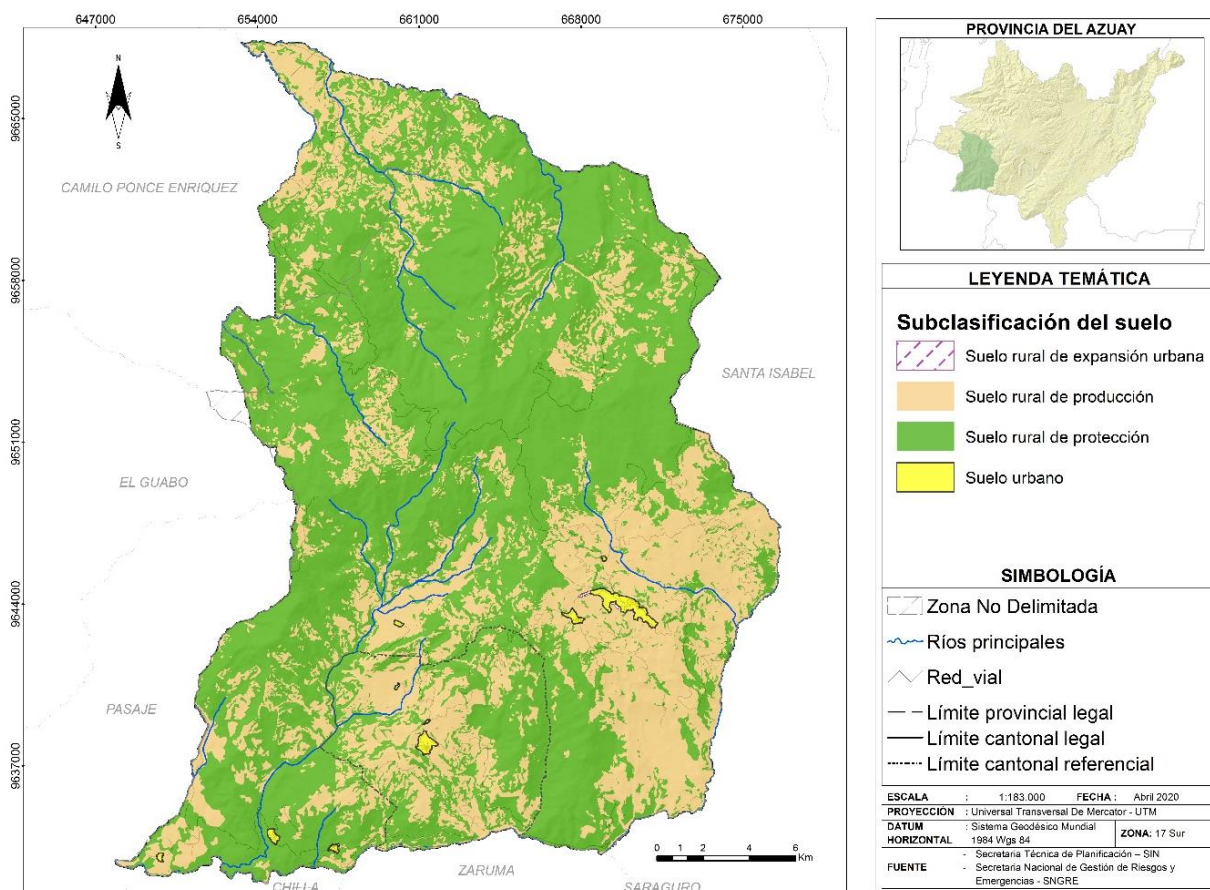 647000 654000 661000 668000 675000
9665000
9658000
9651000
9644000
9637000
N
S
CAMILO PONCE ENRIQUEZ
SANTA ISABEL
EL GUABO
PASAJE
ZARUMA
CHILLA
SARAGURO
0 1 2 4 6
Km
PROVINCIA DEL AZUAY
LEYENDA TEMÁTICA
Subclasificación del suelo
Suelo rural de expansión urbana
Suelo rural de producción
Suelo rural de protección
Suelo urbano
SIMBOLOGÍA
Zona No Delimitada
Ríos principales
Red_vial
Límite provincial legal
Límite cantonal legal
Límite cantonal referencial
ESCALA : 1:183.000 FECHA : Abril 2020
PROYECCIÓN : Universal Transversal De Mercator - UTM
DATUM HORIZONTAL : Sistema Geodésico Mundial 1984 Wgs 84 ZONA: 17 Sur
FUENTE - Secretaria Técnica de Planificación – SIN
- Secretaria Nacional de Gestión de Riesgos y
Emergencias - SNGRE